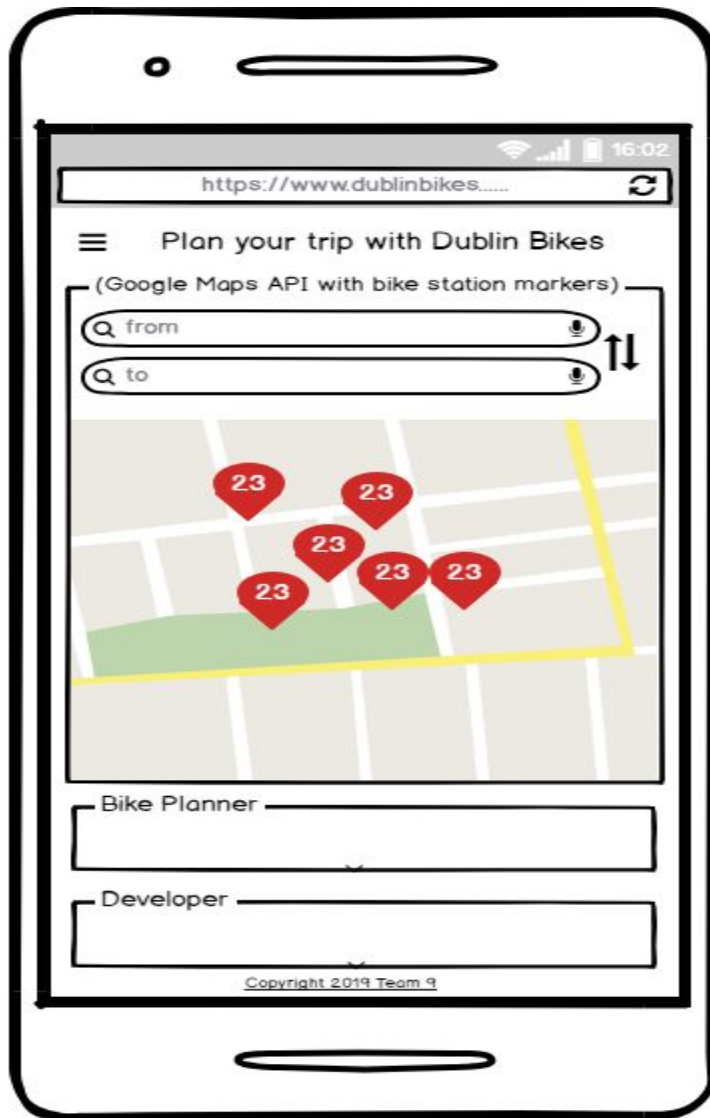 16:02
https://www.dublinbikes......
Plan your trip with Dublin Bikes
(Google Maps API with bike station markers)
from
to
23
23
23
23
23
23
Bike Planner
Developer
Copyright 2019 Team 9